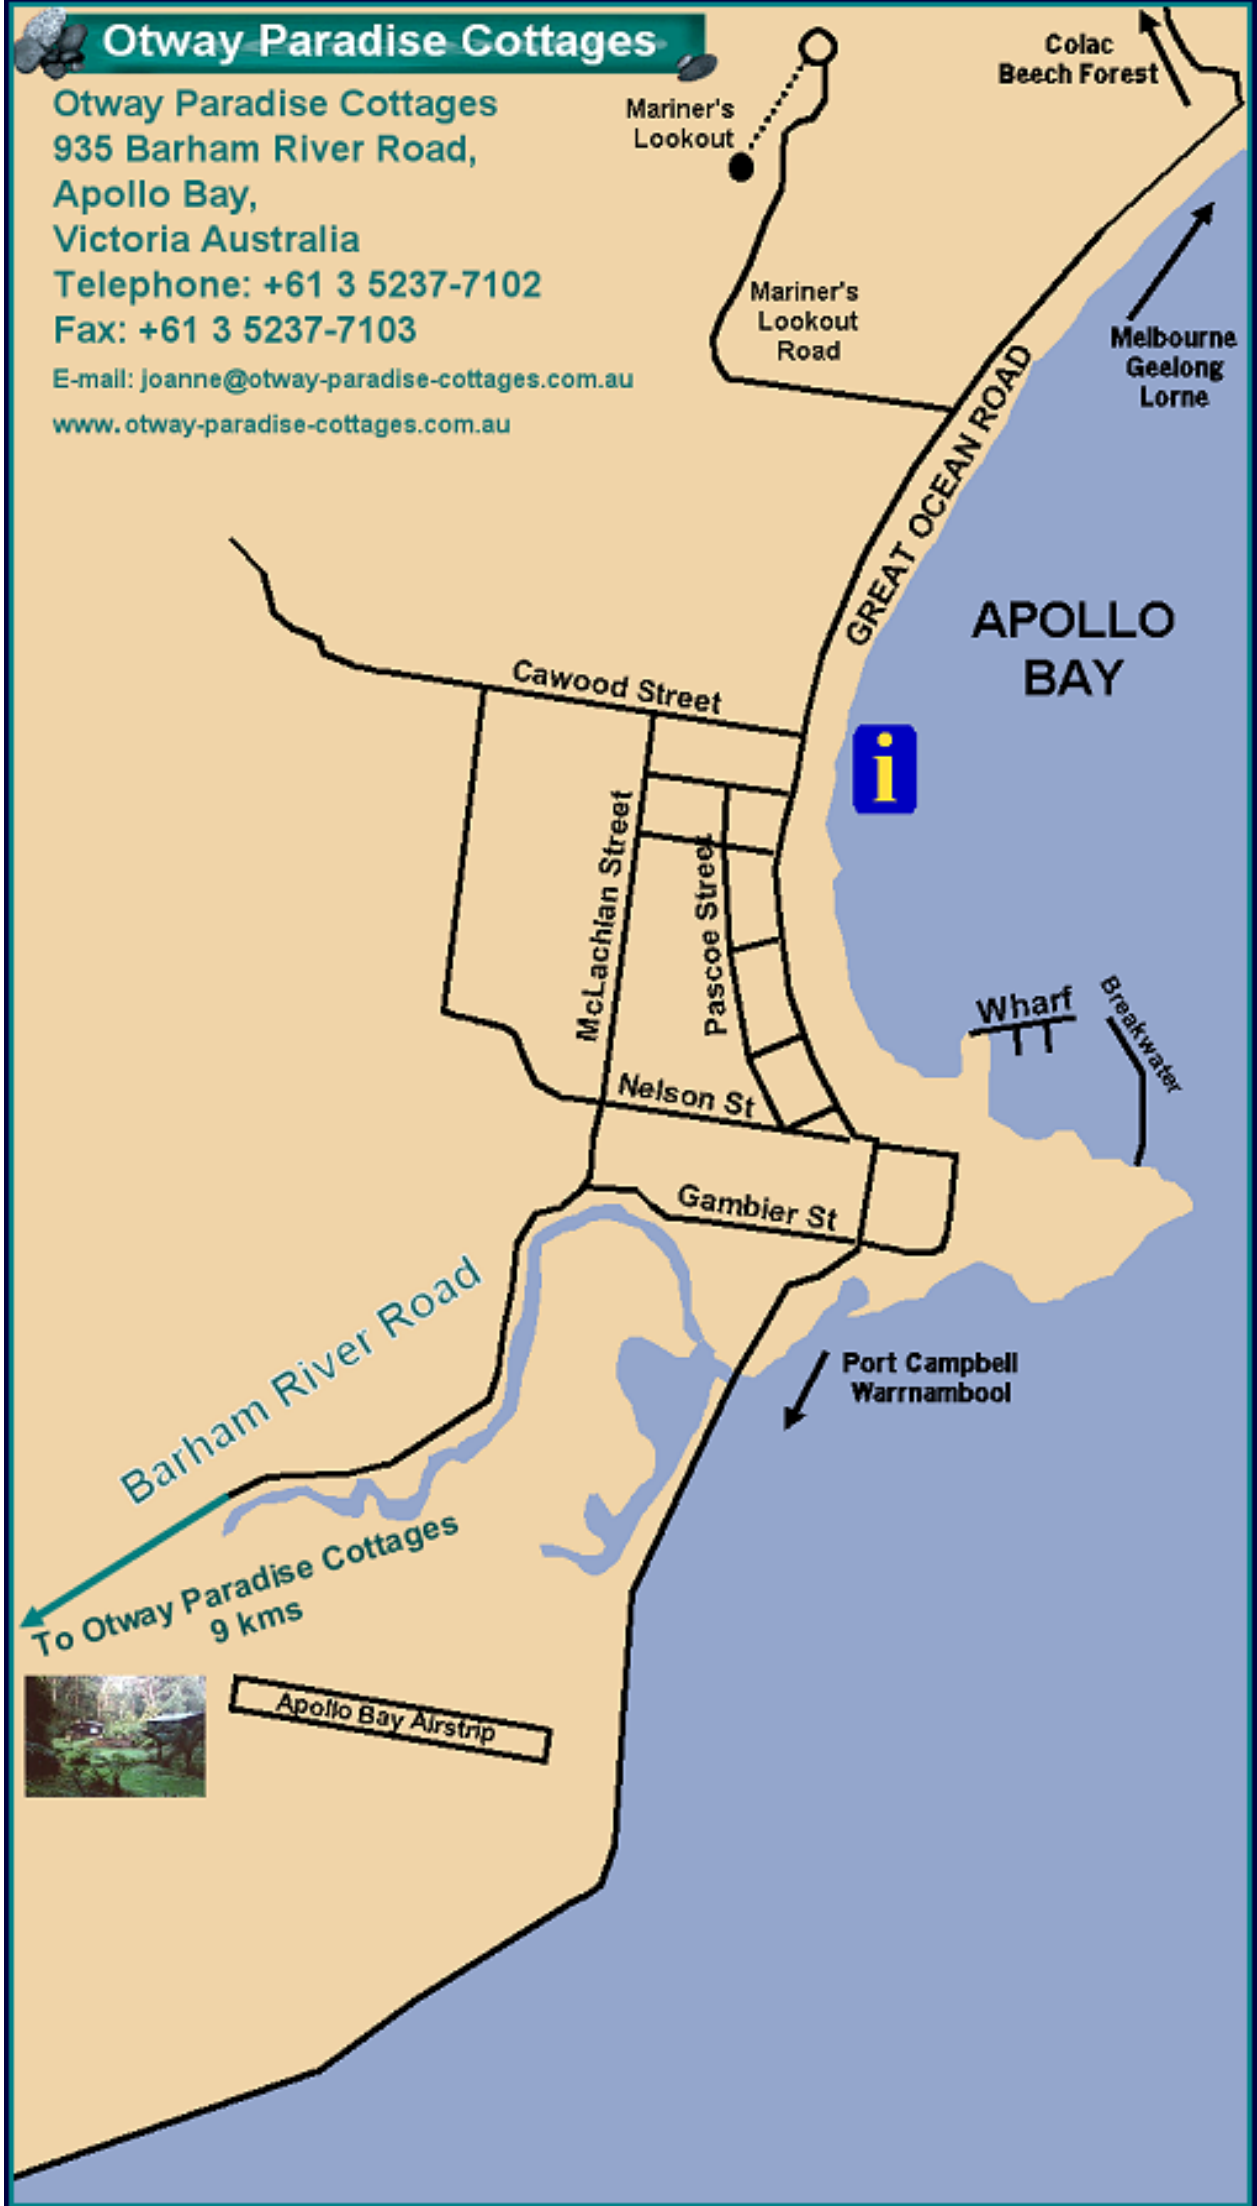 Otway Paradise Cottages
Otway Paradise Cottages
935 Barham River Road,
Apollo Bay,
Victoria Australia
Telephone: +61 3 5237-7102
Fax: +61 3 5237-7103
E-mail: joanne@otway-paradise-cottages.com.au
www.otway-paradise-cottages.com.au
Colac
Beech Forest
Mariner's
Lookout
Mariner's
Lookout
Road
Melbourne
Geelong
Lorne
GREAT OCEAN ROAD
APOLLO
BAY
Cawood Street
i
McLachlan Street
Pascoe Street
Wharf
Breakwater
Nelson St
Gambier St
Barham River Road
Port Campbell
Warrnambool
To Otway Paradise Cottages
9 kms
Apollo Bay Airstrip